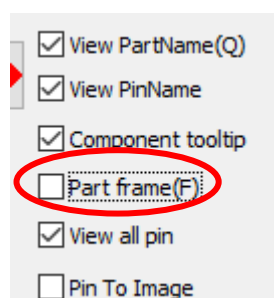 View PartName(Q)
View PinName
Component tooltip
Part frame(F)
View all pin
Pin To Image